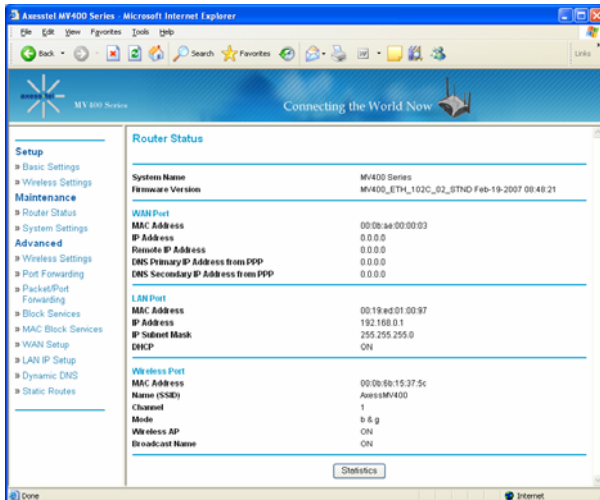 Axesstel MV400 Series - Microsoft Internet Explorer
File Edit View Favorites Tools Help
Back Search Favorites Links
axesstel MV400 Series Connecting the World Now
Router Status
Setup
Basic Settings
Wireless Settings
Maintenance
Router Status
System Settings
Advanced
Wireless Settings
Port Forwarding
Packet/Port
Forwarding
Block Services
MAC Block Services
WAN Setup
LAN IP Setup
Dynamic DNS
Static Routes
System Name MV400 Series
Firmware Version MV400_ETH_102C_02_STND Feb-19-2007 08:48:21
WAN Port
MAC Address 00:0b:ae:00:00:03
IP Address 0.0.0.0
Remote IP Address 0.0.0.0
DNS Primary IP Address from PPP 0.0.0.0
DNS Secondary IP Address from PPP 0.0.0.0
LAN Port
MAC Address 00:19:ed:01:00:97
IP Address 192.168.0.1
IP Subnet Mask 255.255.255.0
DHCP ON
Wireless Port
MAC Address 00:0b:6b:15:37:5c
Name (SSID) AxessMV400
Channel 1
Mode b & g
Wireless AP ON
Broadcast Name ON
Statistics
Done Internet